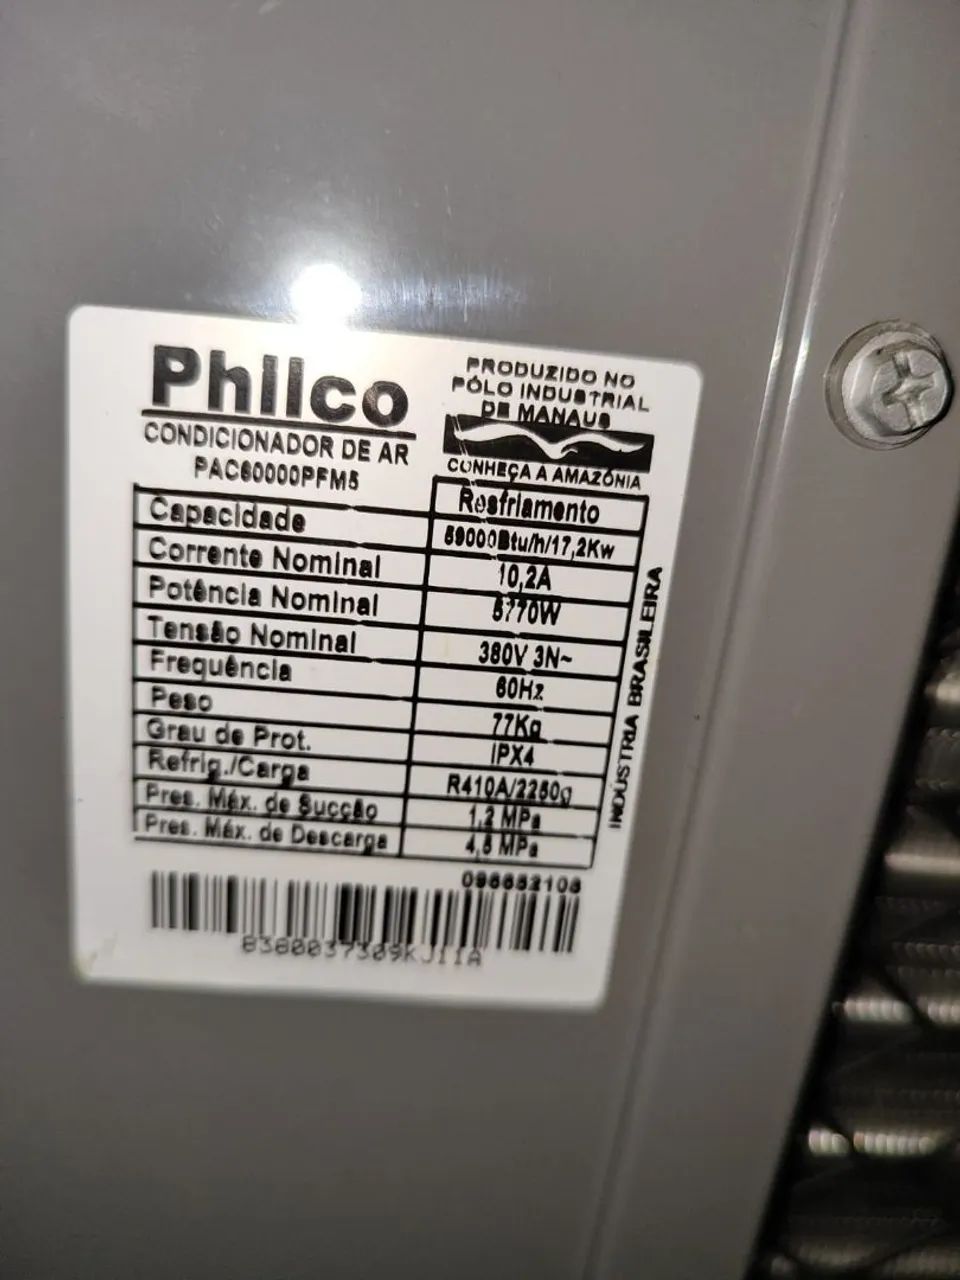 Philco
CONDICIONADOR DE AR
PAC60000PFM5
PRODUZIDO NO
PÓLO INDUSTRIAL
DE MANAUS
CONHEÇA A AMAZÔNIA
Resfriamento
Capacidade 59000Btu/h/17,2Kw
Corrente Nominal 10,2A
Potência Nominal 5770W
Tensão Nominal 380V 3N~
Frequência 60Hz
Peso 77Kg
Grau de Prot. IPX4
Refrig./Carga R410A/2250g
Pres. Máx. de Sucção 1,2 MPa
Pres. Máx. de Descarga 4,5 MPa
INDÚSTRIA BRASILEIRA
8380037309KJ11A